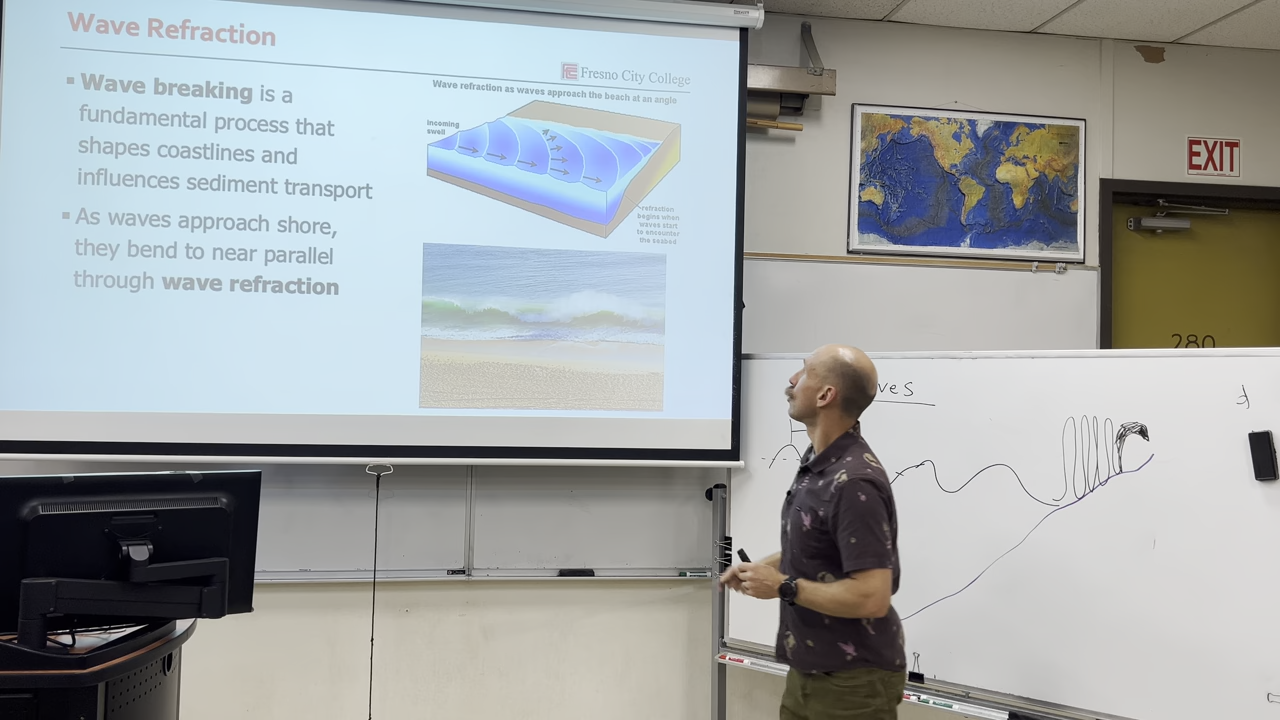 Wave Refraction
Fresno City College
▪ Wave breaking is a
fundamental process that
shapes coastlines and
influences sediment transport
▪ As waves approach shore,
they bend to near parallel
through wave refraction
Wave refraction as waves approach the beach at an angle
incoming
swell
refraction
begins when
waves start
to encounter
the seabed
EXIT
280
ves